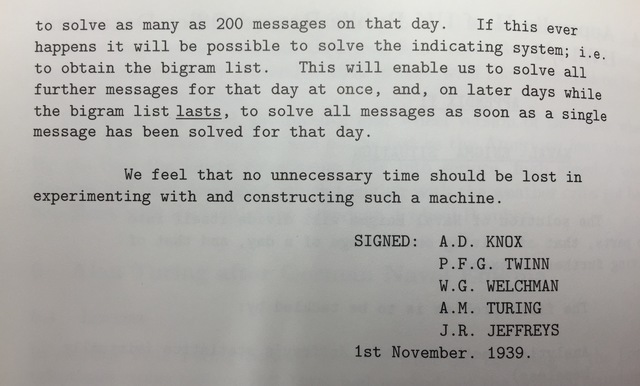 to solve as many as 200 messages on that day. If this ever
happens it will be possible to solve the indicating system; i.e.
to obtain the bigram list. This will enable us to solve all
further messages for that day at once, and, on later days while
the bigram list lasts, to solve all messages as soon as a single
message has been solved for that day.
We feel that no unnecessary time should be lost in
experimenting with and constructing such a machine.
SIGNED: A.D. KNOX
P.F.G. TWINN
W.G. WELCHMAN
A.M. TURING
J.R. JEFFREYS
1st November. 1939.